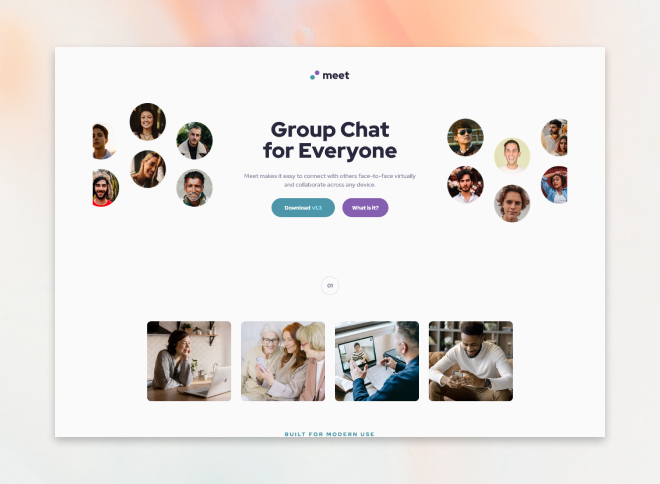 meet
Group Chat
for Everyone
Meet makes it easy to connect with others face-to-face virtually
and collaborate across any device.
Download v1.3
What is it?
01
BUILT FOR MODERN USE